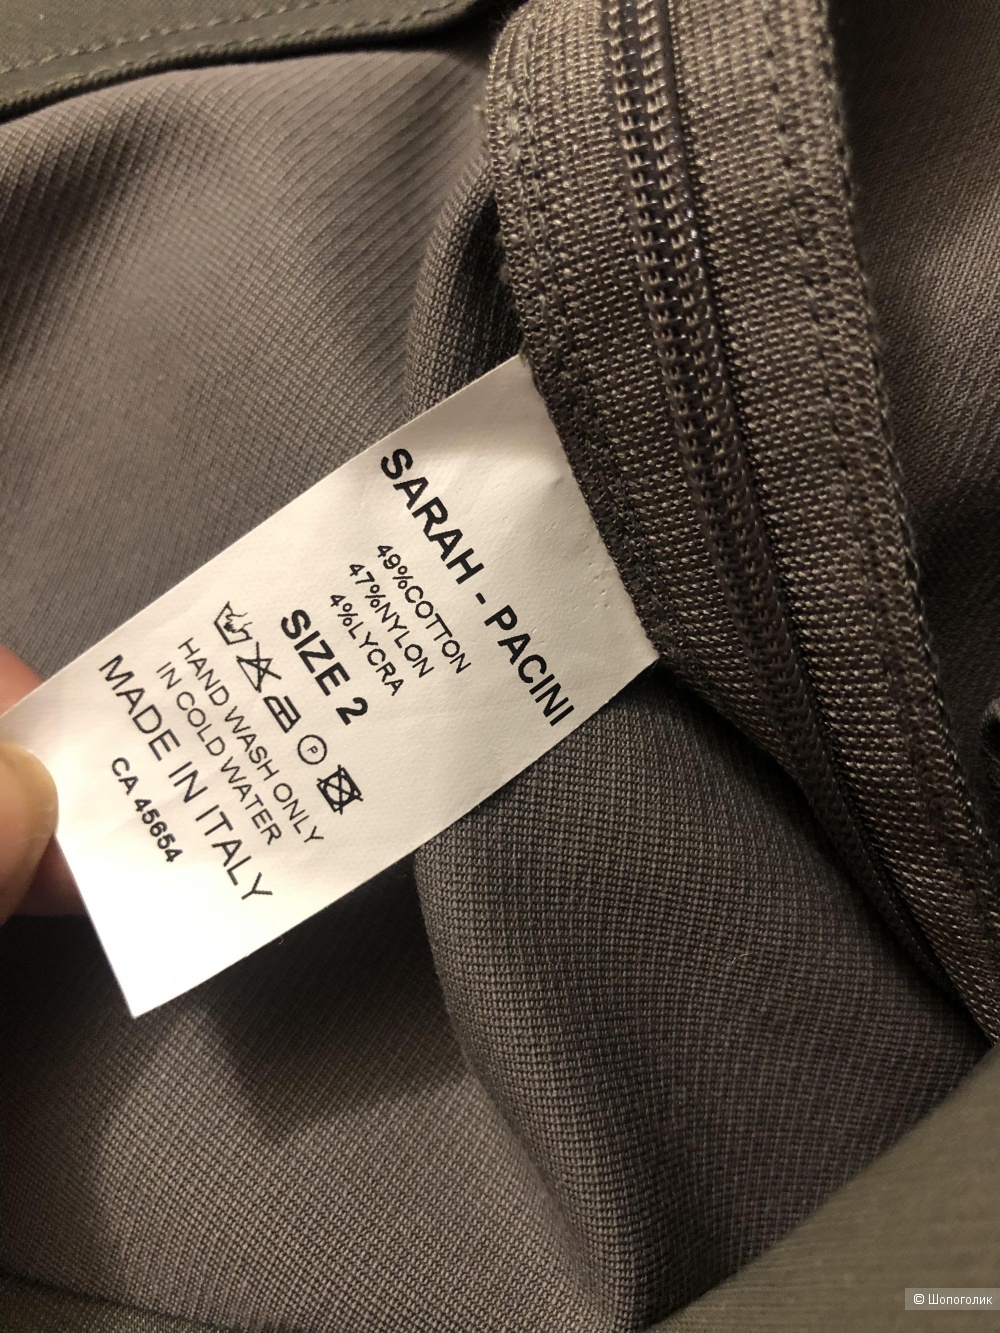 SARAH - PACINI
49%COTTON
47%NYLON
4%LYCRA
SIZE 2
P
HAND WASH ONLY
IN COLD WATER
MADE IN ITALY
CA 45654
© Шопоголик